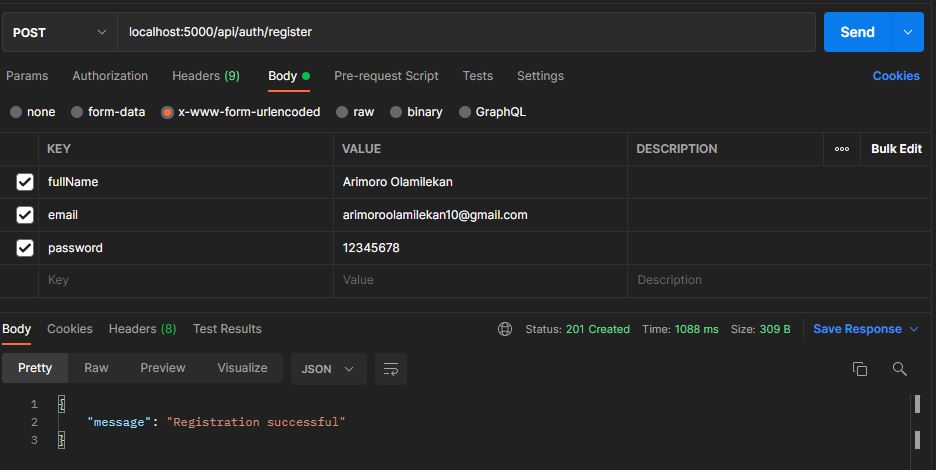 POST localhost:5000/api/auth/register Send
Params Authorization Headers (9) Body Pre-request Script Tests Settings Cookies
none form-data x-www-form-urlencoded raw binary GraphQL
KEY VALUE DESCRIPTION ooo Bulk Edit
fullName Arimoro Olamilekan
email arimoroolamilekan10@gmail.com
password 12345678
Key Value Description
Body Cookies Headers (8) Test Results Status: 201 Created Time: 1088 ms Size: 309 B Save Response
Pretty Raw Preview Visualize JSON
1 {
2 "message": "Registration successful"
3 }